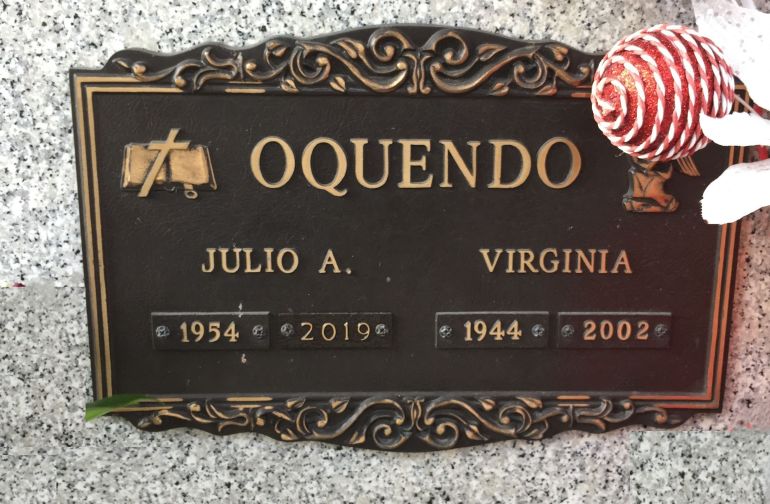 OQUENDO
JULIO A. VIRGINIA
1954 2019 1944 2002